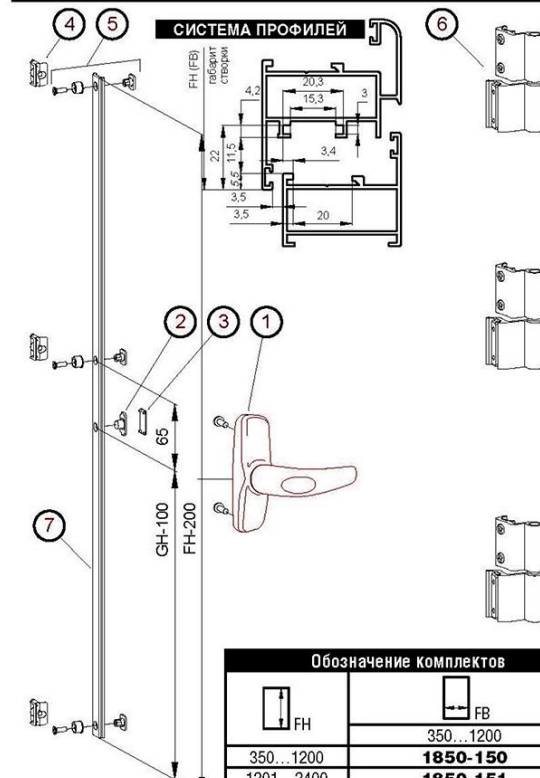 4
5
СИСТЕМА ПРОФИЛЕЙ
6
FH (FB)
габарит
створки
20,3
15,3
4,2
3
22
11,5
3,4
5,5
3,5
3,5
20
2
3
1
65
7
GH-100
FH-200
Обозначение комплектов
FH
FB
350...1200
350...1200
1850-150
1201...2400
1850-151